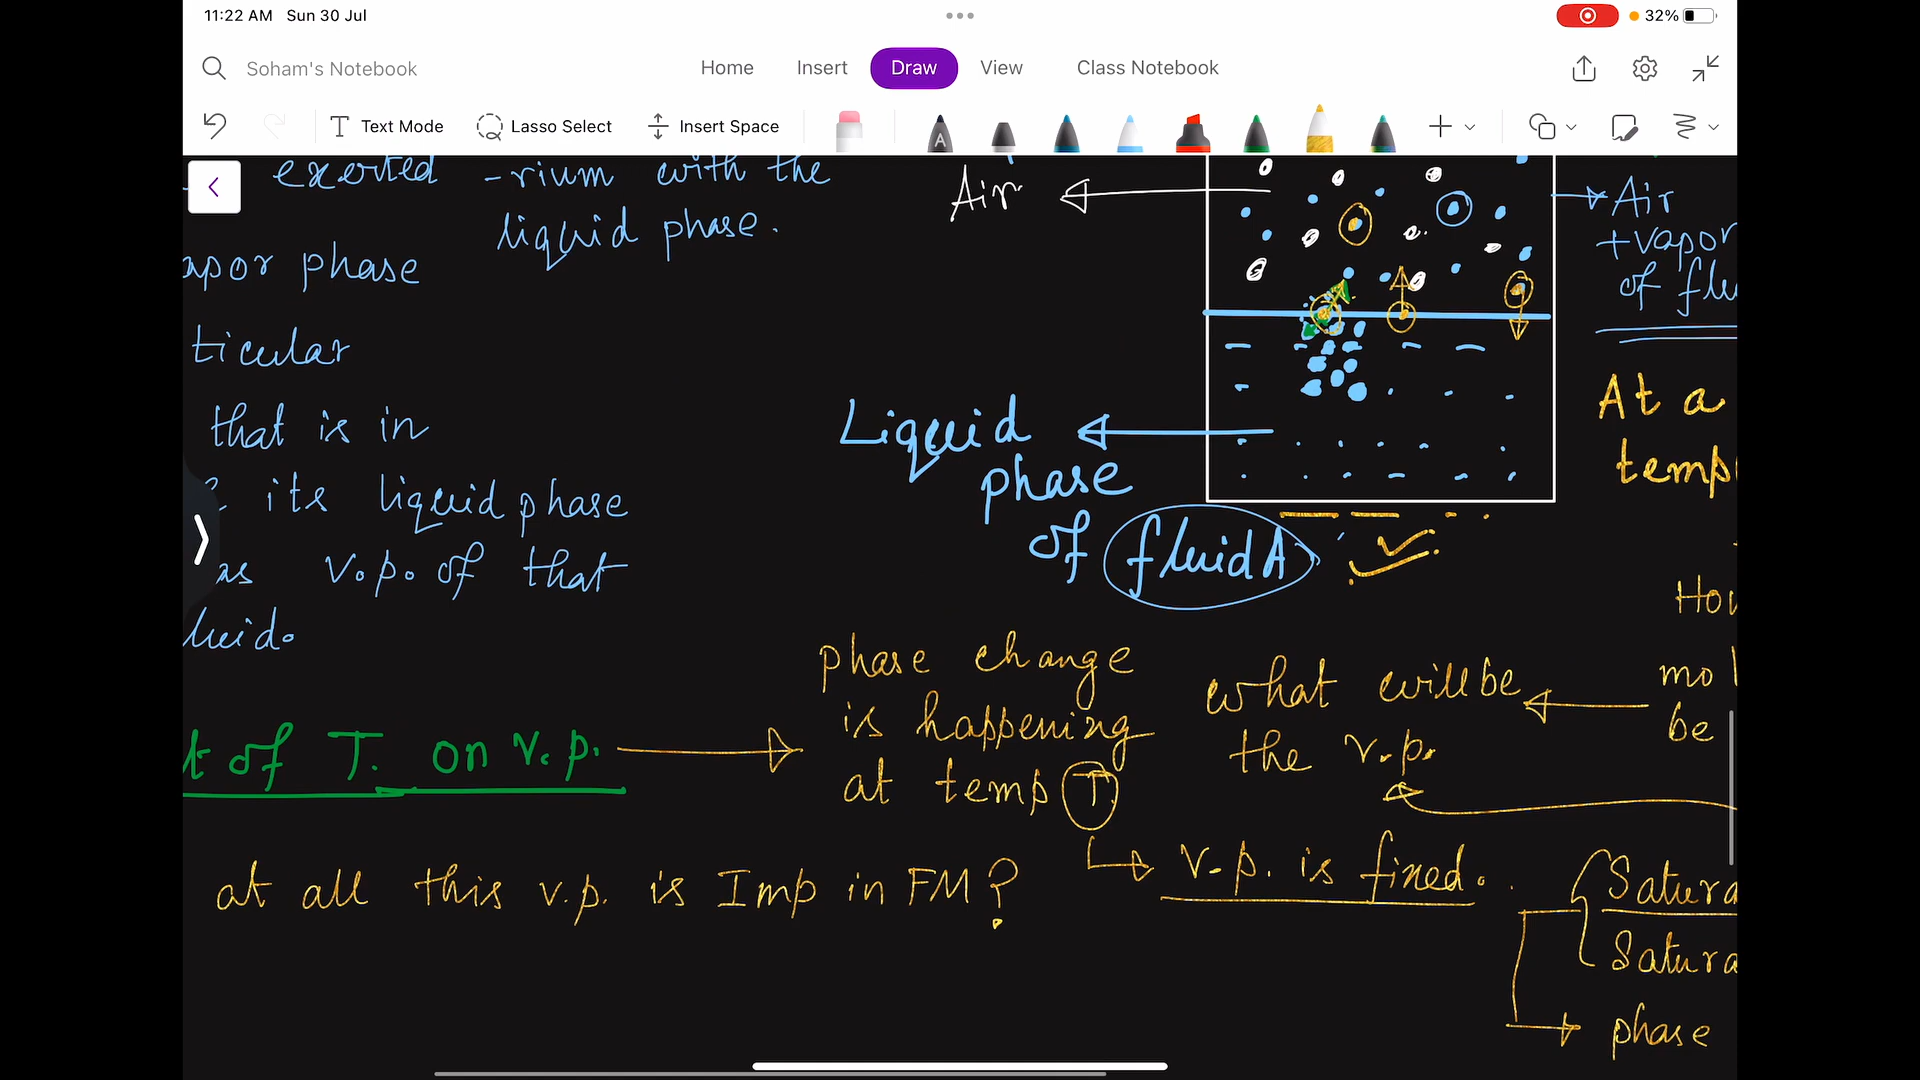 11:22 AM Sun 30 Jul
32%
Soham's Notebook
Home Insert Draw View Class Notebook
Text Mode Lasso Select Insert Space
A
exerted
-rium with the
liquid phase.
apor phase
ticular
that is in
its liquid phase
as v.p. of that
luid.
Air
Air
+vapor
of flu
Liquid
phase
of fluid A
At a
temp
How
mol
be
what will be
the v.p.
t of T. on v.p.
phase change
is happening
at temp T.
v.p. is fixed.
at all this v.p. is Imp in FM?
Satura
Satura
phase